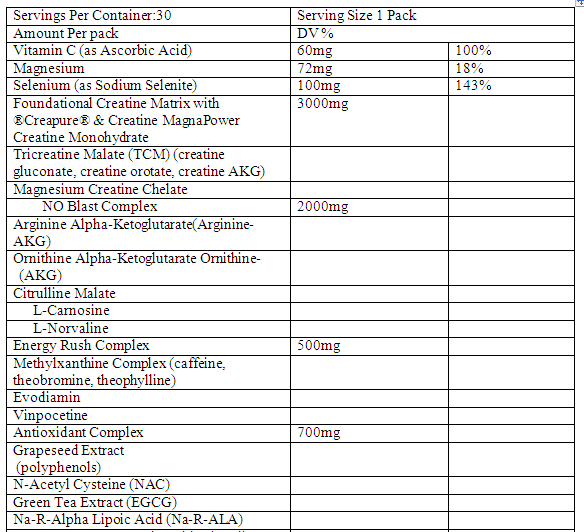 Servings Per Container:30 Serving Size 1 Pack
Amount Per pack DV%
Vitamin C (as Ascorbic Acid) 60mg 100%
Magnesium 72mg 18%
Selenium (as Sodium Selenite) 100mg 143%
Foundational Creatine Matrix with 3000mg
®Creapure® & Creatine MagnaPower
Creatine Monohydrate
Tricreatine Malate (TCM) (creatine
gluconate, creatine orotate, creatine AKG)
Magnesium Creatine Chelate
NO Blast Complex 2000mg
Arginine Alpha-Ketoglutarate(Arginine-
AKG)
Ornithine Alpha-Ketoglutarate Ornithine-
(AKG)
Citrulline Malate
L-Carnosine
L-Norvaline
Energy Rush Complex 500mg
Methylxanthine Complex (caffeine,
theobromine, theophylline)
Evodiamin
Vinpocetine
Antioxidant Complex 700mg
Grapeseed Extract
(polyphenols)
N-Acetyl Cysteine (NAC)
Green Tea Extract (EGCG)
Na-R-Alpha Lipoic Acid (Na-R-ALA)